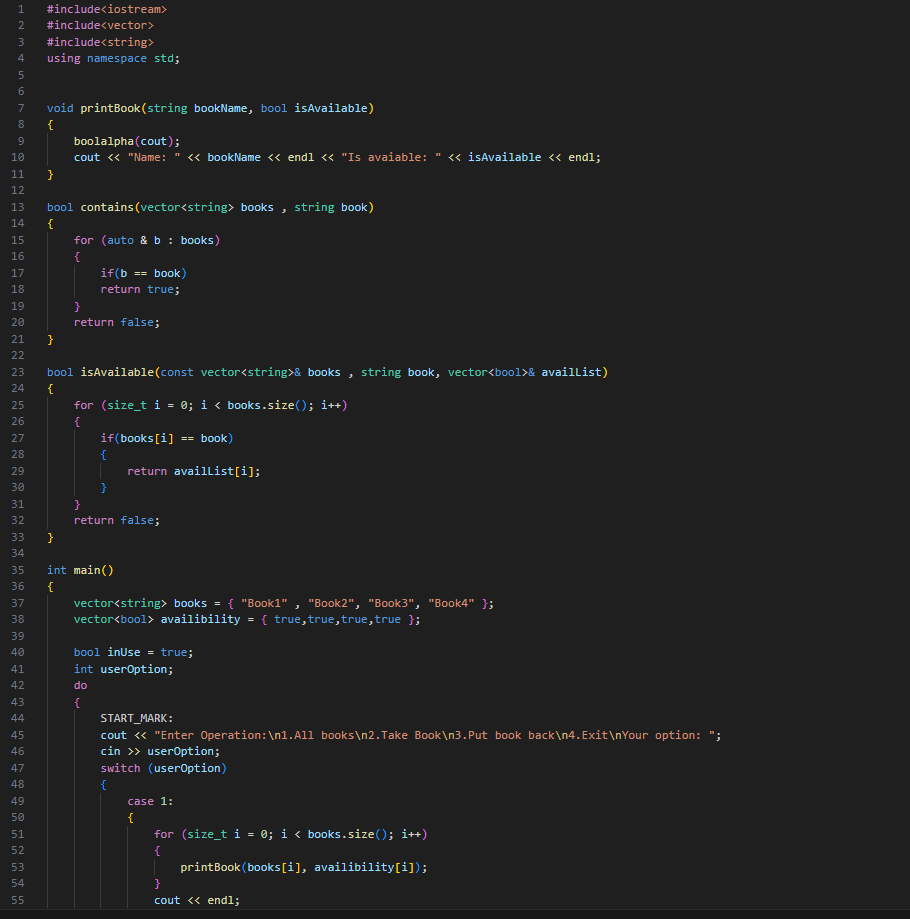 1 #include<iostream>
2 #include<vector>
3 #include<string>
4 using namespace std;
5
6
7 void printBook(string bookName, bool isAvailable)
8 {
9     boolalpha(cout);
10     cout << "Name: " << bookName << endl << "Is avaiable: " << isAvailable << endl;
11 }
12
13 bool contains(vector<string> books , string book)
14 {
15     for (auto & b : books)
16     {
17         if(b == book)
18         return true;
19     }
20     return false;
21 }
22
23 bool isAvailable(const vector<string>& books , string book, vector<bool>& availList)
24 {
25     for (size_t i = 0; i < books.size(); i++)
26     {
27         if(books[i] == book)
28         {
29             return availList[i];
30         }
31     }
32     return false;
33 }
34
35 int main()
36 {
37     vector<string> books = { "Book1" , "Book2", "Book3", "Book4" };
38     vector<bool> availibility = { true,true,true,true };
39
40     bool inUse = true;
41     int userOption;
42     do
43     {
44         START_MARK:
45         cout << "Enter Operation:\n1.All books\n2.Take Book\n3.Put book back\n4.Exit\nYour option: ";
46         cin >> userOption;
47         switch (userOption)
48         {
49             case 1:
50             {
51                 for (size_t i = 0; i < books.size(); i++)
52                 {
53                     printBook(books[i], availibility[i]);
54                 }
55                 cout << endl;